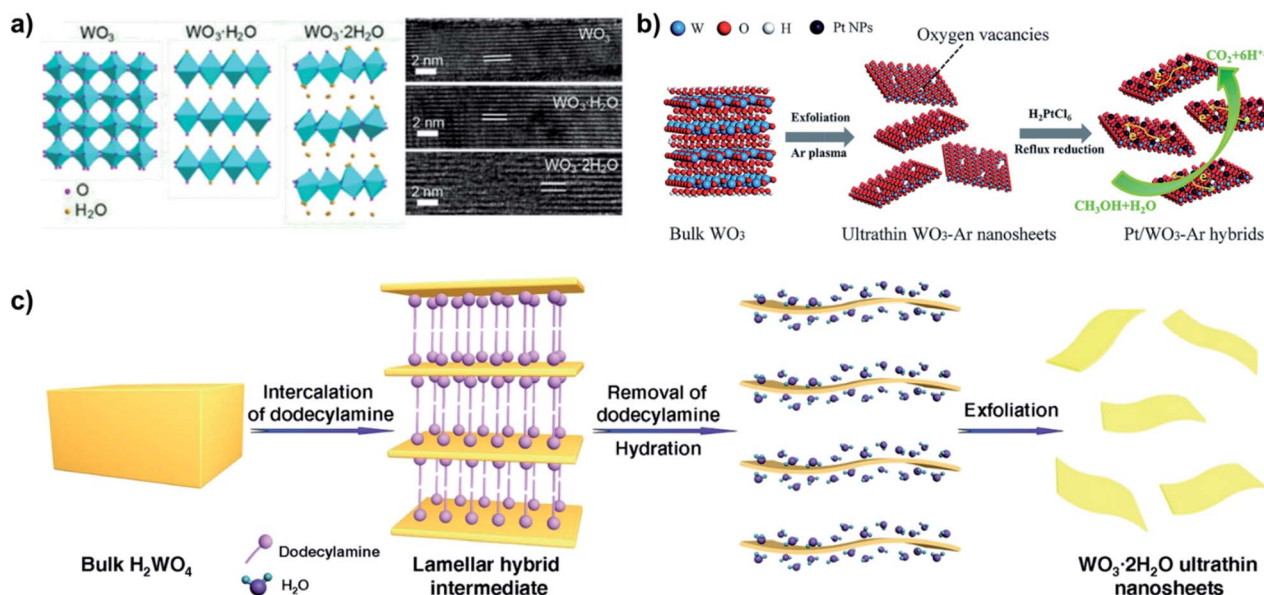 a)
WO₃
WO₃·H₂O
WO₃·2H₂O
O
H₂O
WO₃
2 nm
WO₃·H₂O
2 nm
WO₃·2H₂O
2 nm
b)
W
O
H
Pt NPs
Oxygen vacancies
CO₂+6H⁺
Exfoliation
Ar plasma
H₂PtCl₆
Reflux reduction
CH₃OH+H₂O
Bulk WO₃
Ultrathin WO₃-Ar nanosheets
Pt/WO₃-Ar hybrids
c)
Intercalation
of dodecylamine
Removal of
dodecylamine
Hydration
Exfoliation
Bulk H₂WO₄
Dodecylamine
H₂O
Lamellar hybrid
intermediate
WO₃·2H₂O ultrathin
nanosheets